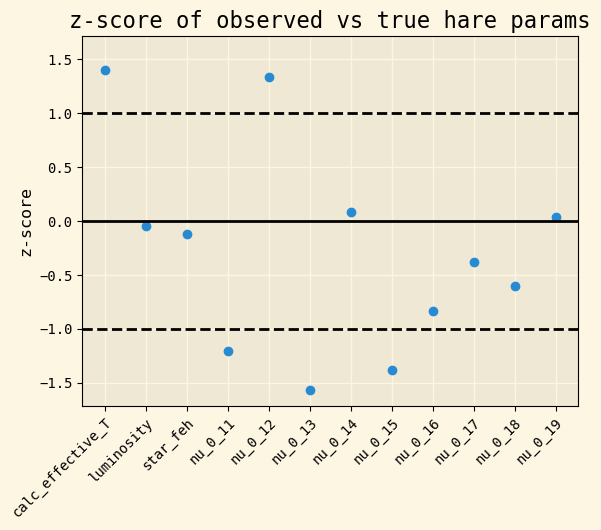 z-score of observed vs true hare params
z-score
1.5
1.0
0.5
0.0
−0.5
−1.0
−1.5
calc_effective_T
luminosity
star_feh
nu_0_11
nu_0_12
nu_0_13
nu_0_14
nu_0_15
nu_0_16
nu_0_17
nu_0_18
nu_0_19